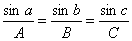 sin a / A = sin b / B = sin c / C